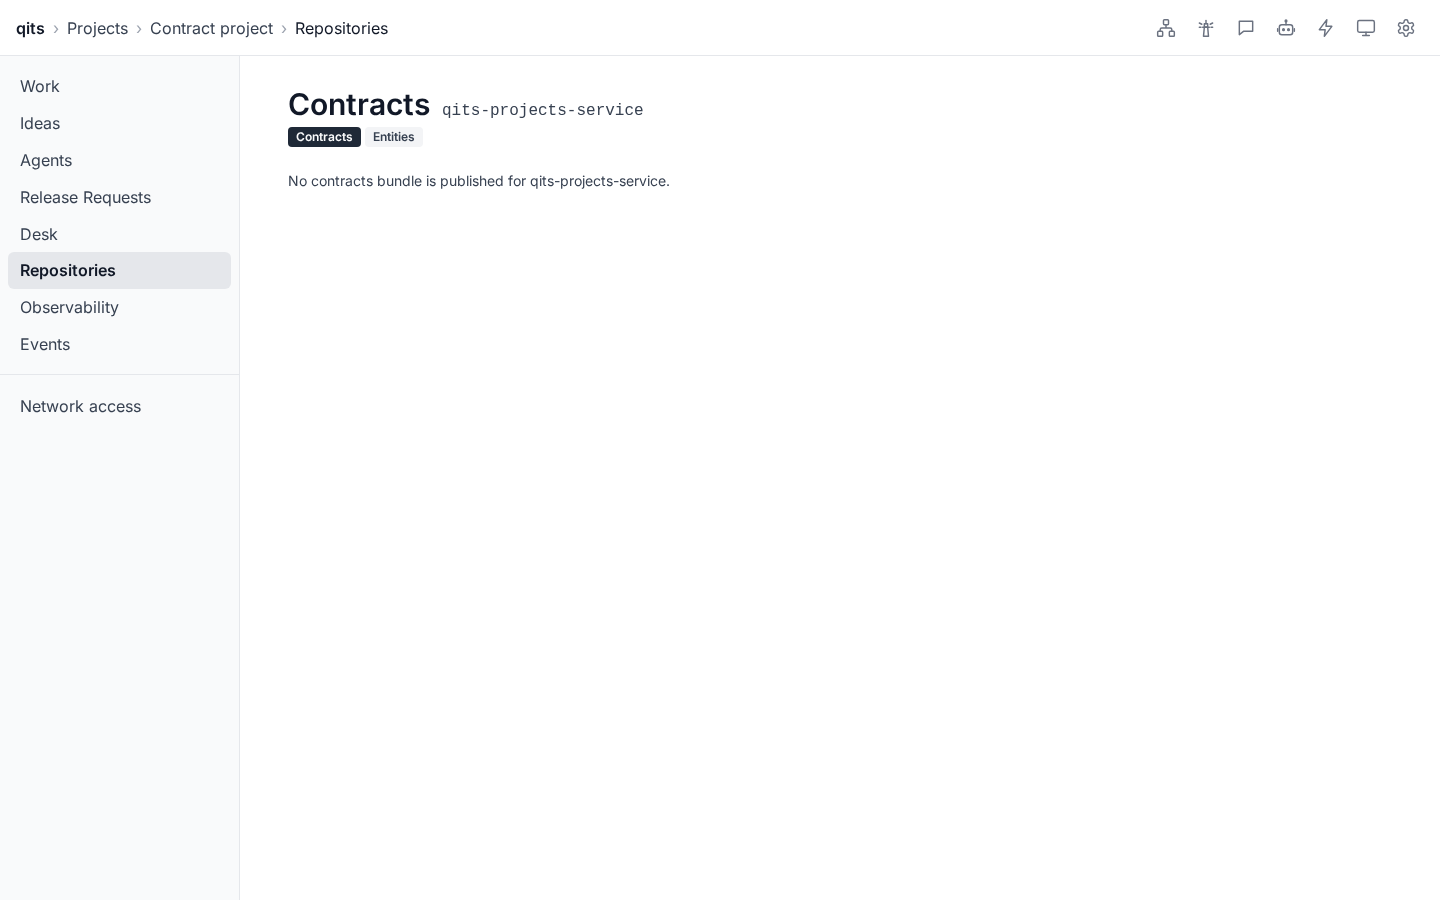 qits › Projects › Contract project › Repositories
Work
Ideas
Agents
Release Requests
Desk
Repositories
Observability
Events
Network access
Contracts qits-projects-service
Contracts Entities
No contracts bundle is published for qits-projects-service.